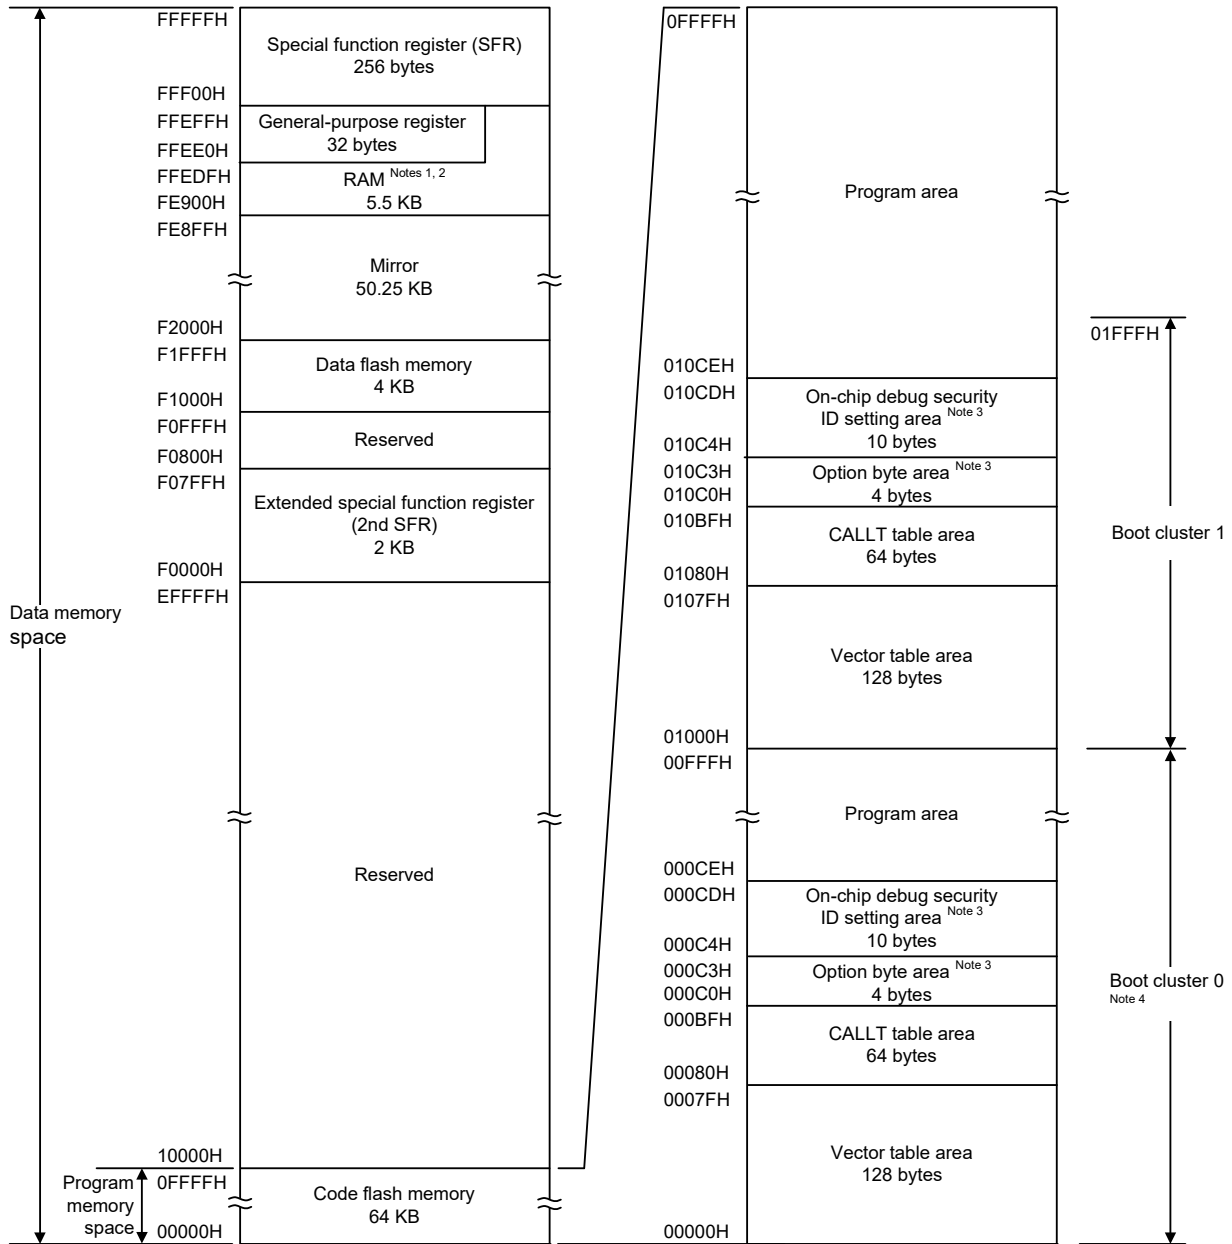 FFFFFH
Special function register (SFR)
256 bytes
FFF00H
FFEFFH
General-purpose register
32 bytes
FFEE0H
FFEDFH
RAM Notes 1, 2
5.5 KB
FE900H
FE8FFH
Mirror
50.25 KB
F2000H
F1FFFH
Data flash memory
4 KB
F1000H
F0FFFH
Reserved
F0800H
F07FFH
Extended special function register
(2nd SFR)
2 KB
F0000H
EFFFFH
Data memory
space
Reserved
10000H
0FFFFH
Program
memory
space
Code flash memory
64 KB
00000H
0FFFFH
Program area
01FFFH
010CEH
010CDH
On-chip debug security
ID setting area Note 3
10 bytes
010C4H
010C3H
Option byte area Note 3
4 bytes
010C0H
010BFH
CALLT table area
64 bytes
Boot cluster 1
01080H
0107FH
Vector table area
128 bytes
01000H
00FFFH
Program area
000CEH
000CDH
On-chip debug security
ID setting area Note 3
10 bytes
000C4H
000C3H
Option byte area Note 3
4 bytes
000C0H
Boot cluster 0
Note 4
000BFH
CALLT table area
64 bytes
00080H
0007FH
Vector table area
128 bytes
00000H